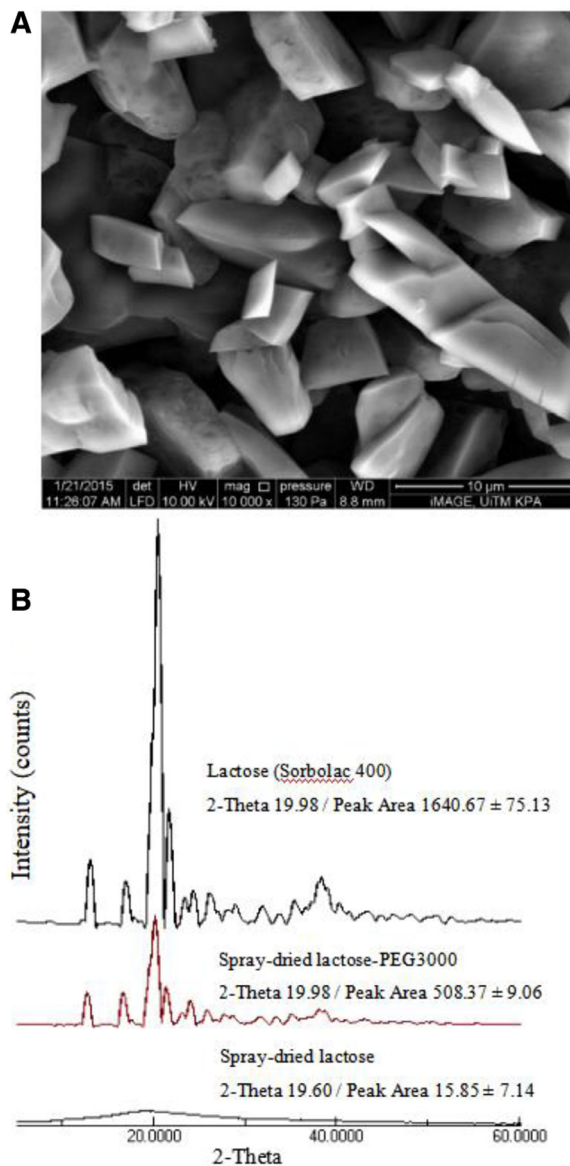 A
1/21/2015 det HV mag □ pressure WD 10 µm
11:26:07 AM LFD 10.00 kV 10 000 x 130 Pa 8.8 mm iMAGE, UiTM KPA
B
Intensity (counts)
Lactose (Sorbolac 400)
2-Theta 19.98 / Peak Area 1640.67 ± 75.13
Spray-dried lactose-PEG3000
2-Theta 19.98 / Peak Area 508.37 ± 9.06
Spray-dried lactose
2-Theta 19.60 / Peak Area 15.85 ± 7.14
20.0000 40.0000 60.0000
2-Theta